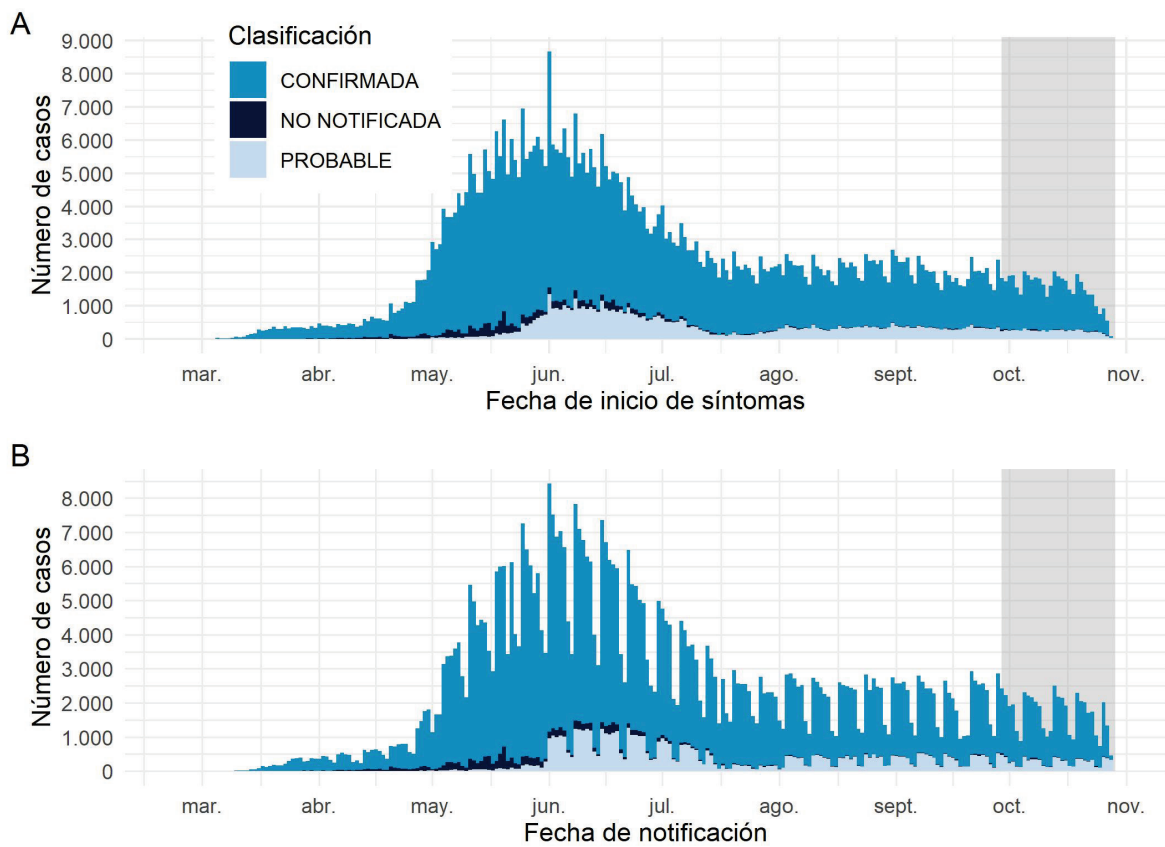 A
Clasificación
CONFIRMADA
NO NOTIFICADA
PROBABLE
Número de casos
9.000
8.000
7.000
6.000
5.000
4.000
3.000
2.000
1.000
0
mar. abr. may. jun. jul. ago. sept. oct. nov.
Fecha de inicio de síntomas
B
Número de casos
8.000
7.000
6.000
5.000
4.000
3.000
2.000
1.000
0
mar. abr. may. jun. jul. ago. sept. oct. nov.
Fecha de notificación